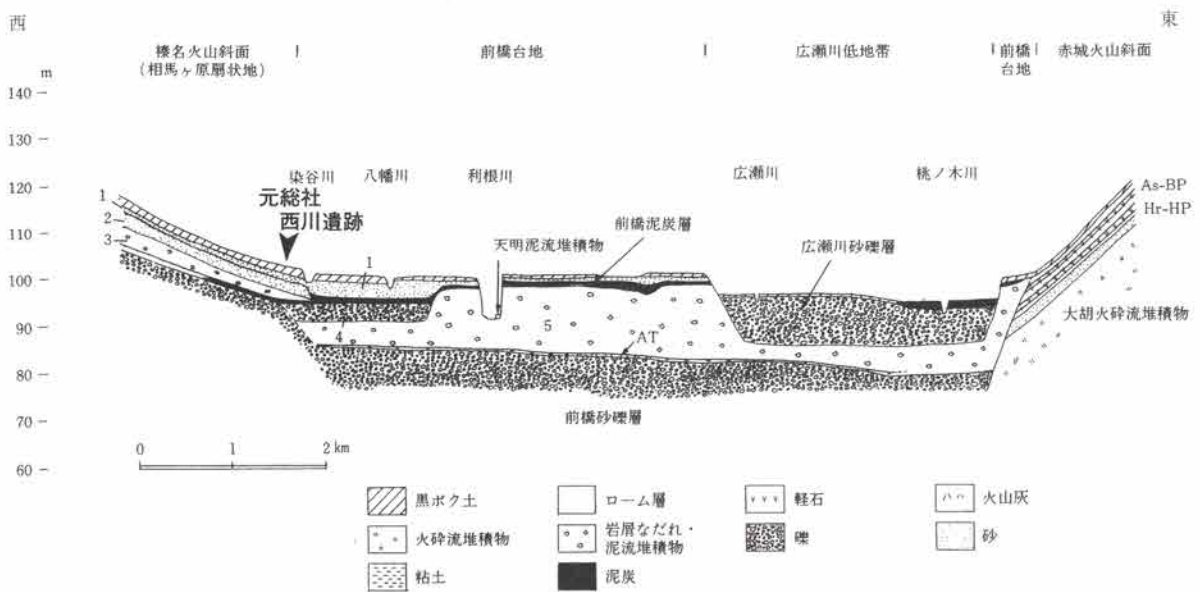 西
東
榛名火山斜面
(相馬ヶ原扇状地)
前橋台地
広瀬川低地帯
前橋
台地
赤城火山斜面
m
140
130
120
110
100
90
80
70
60
染谷川
八幡川
利根川
広瀬川
桃ノ木川
元総社
西川遺跡
天明泥流堆積物
前橋泥炭層
広瀬川砂礫層
As-BP
Hr-HP
大胡火砕流堆積物
1
2
3
1
4
5
AT
前橋砂礫層
0 1 2 km
黒ボク土
ローム層
軽石
火山灰
火砕流堆積物
岩屑なだれ・
泥流堆積物
礫
砂
粘土
泥炭